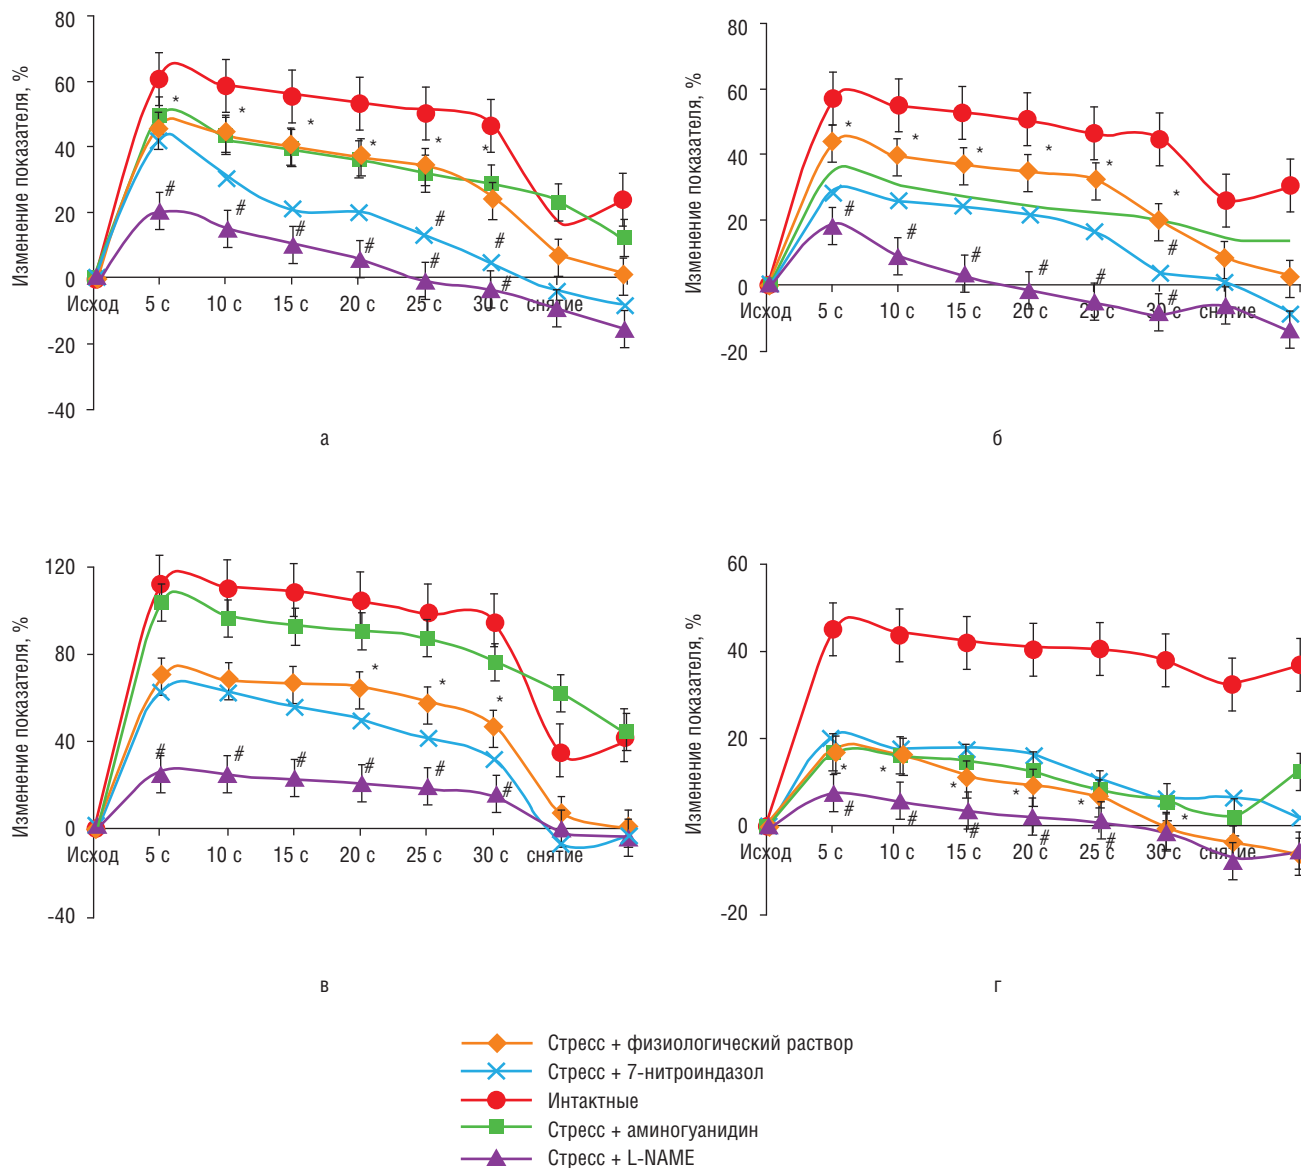 80
60
40
20
0
-20
-40
Изменение показателя, %
Исход 5 с 10 с 15 с 20 с 25 с 30 с снятие
* * * * * *
# # # # # #
#
а
80
60
40
20
0
-20
Изменение показателя, %
Исход 5 с 10 с 15 с 20 с 25 с 30 с снятие
* * * * * *
# # # # # #
#
б
120
80
40
0
-40
Изменение показателя, %
Исход 5 с 10 с 15 с 20 с 25 с 30 с снятие
* * *
# # # # # #
в
60
40
20
0
-20
Изменение показателя, %
Исход 5 с 10 с 15 с 20 с 25 с 30 с снятие
* * * * * *
# # # # #
г
Стресс + физиологический раствор
Стресс + 7-нитроиндазол
Интактные
Стресс + аминогуанидин
Стресс + L-NAME